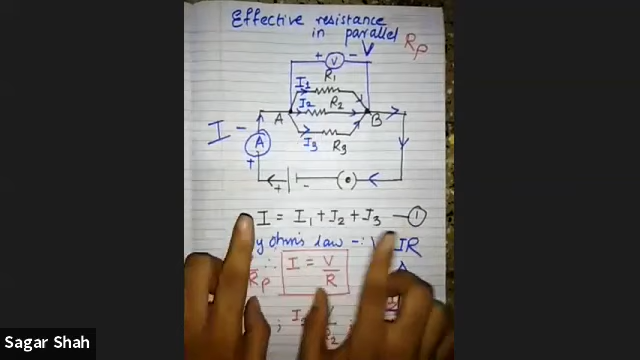 Effective resistance
in parallel
Rp
V
+ V -
R1
I1
I2
R2
A
B
I -
I3
R3
A
+
+ -
I = I1 + I2 + I3 — 1
ohm's law -: V IR
Rp ∴ I = V/R
;
;
Sagar Shah